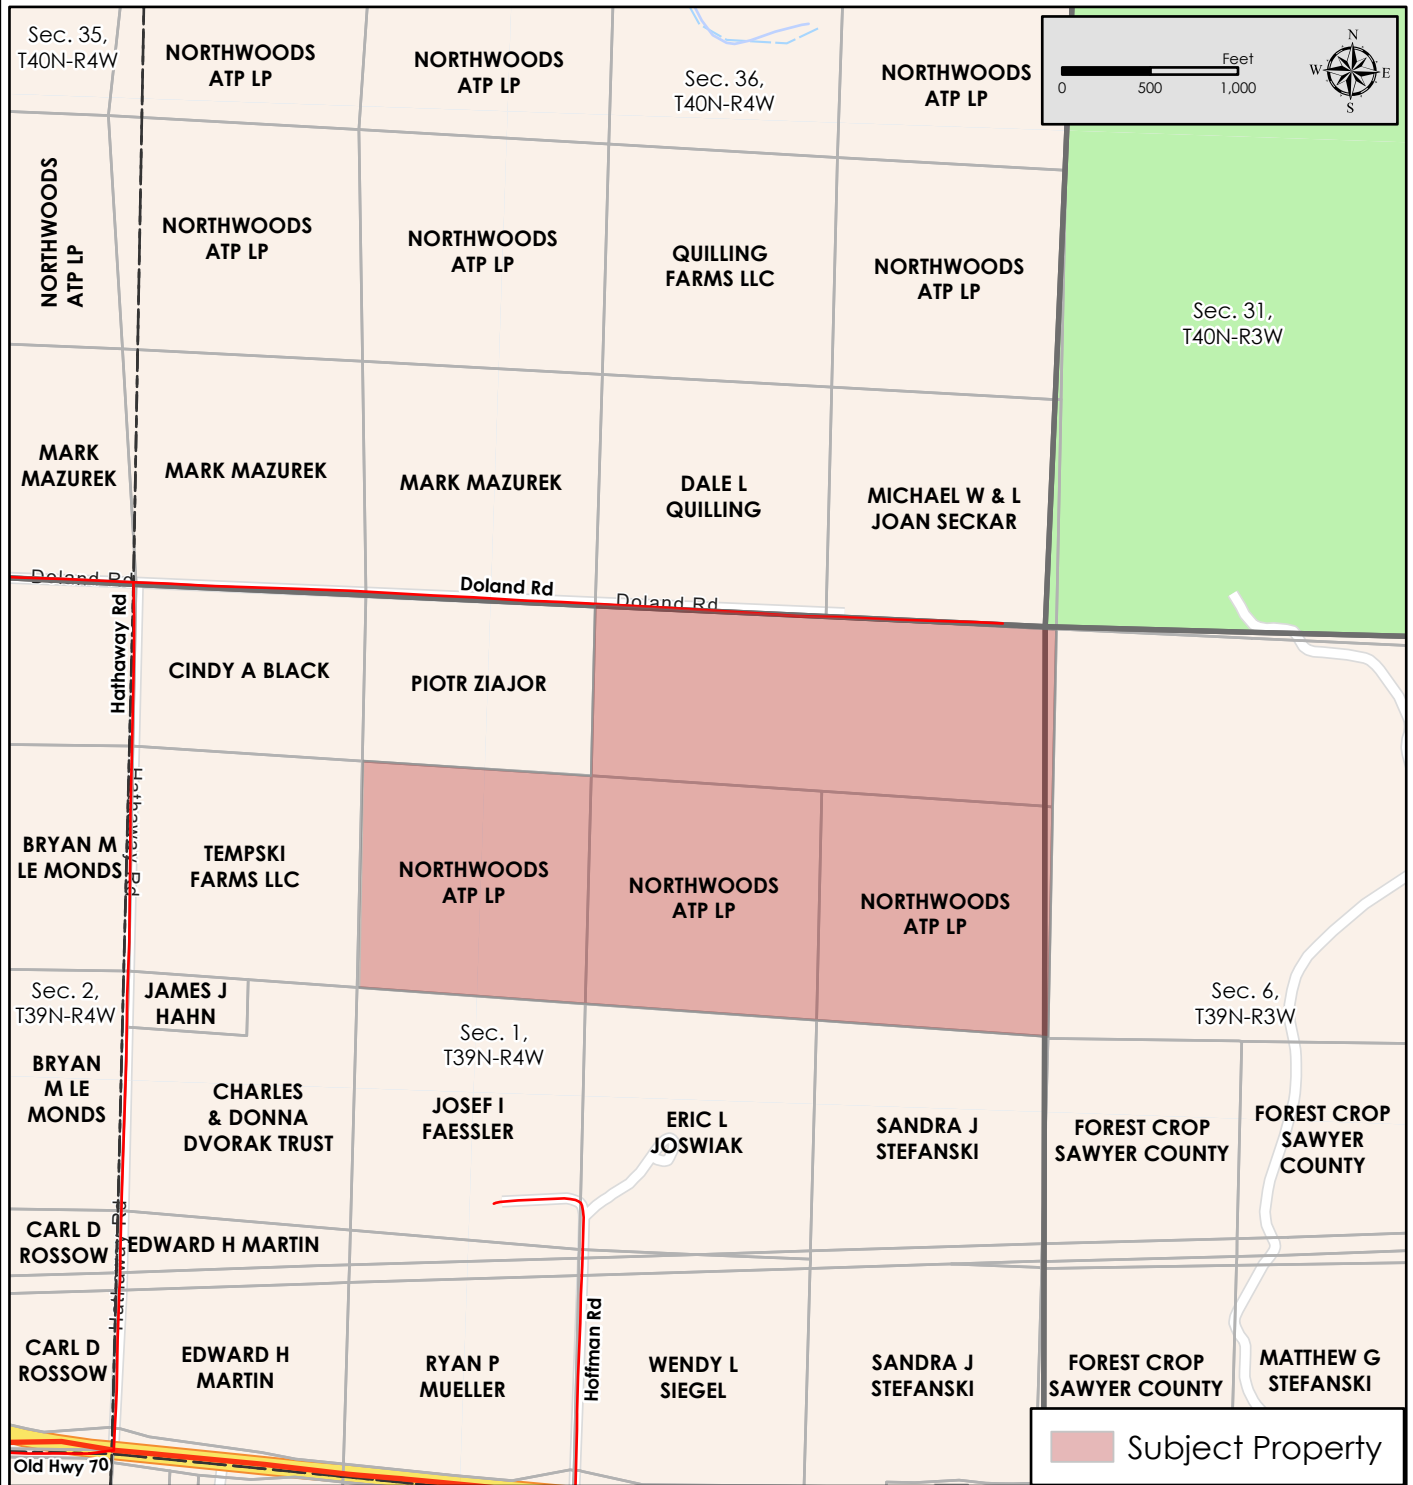 Sec. 35,
T40N-R4W
NORTHWOODS
ATP LP
NORTHWOODS
ATP LP
Sec. 36,
T40N-R4W
NORTHWOODS
ATP LP
Feet
0 500 1,000
N
W E
S
NORTHWOODS
ATP LP
NORTHWOODS
ATP LP
NORTHWOODS
ATP LP
QUILLING
FARMS LLC
NORTHWOODS
ATP LP
Sec. 31,
T40N-R3W
MARK
MAZUREK
MARK MAZUREK
MARK MAZUREK
DALE L
QUILLING
MICHAEL W & L
JOAN SECKAR
Doland Rd
Doland Rd
Doland Rd
Hathaway Rd
CINDY A BLACK
PIOTR ZIAJOR
Hathaway Rd
BRYAN M
LE MONDS
TEMPSKI
FARMS LLC
NORTHWOODS
ATP LP
NORTHWOODS
ATP LP
NORTHWOODS
ATP LP
Sec. 2,
T39N-R4W
JAMES J
HAHN
Sec. 1,
T39N-R4W
Sec. 6,
T39N-R3W
BRYAN
M LE
MONDS
CHARLES
& DONNA
DVORAK TRUST
JOSEF I
FAESSLER
ERIC L
JOSWIAK
SANDRA J
STEFANSKI
FOREST CROP
SAWYER COUNTY
FOREST CROP
SAWYER
COUNTY
Hathaway Rd
CARL D
ROSSOW
EDWARD H MARTIN
CARL D
ROSSOW
EDWARD H
MARTIN
RYAN P
MUELLER
Hoffman Rd
WENDY L
SIEGEL
SANDRA J
STEFANSKI
FOREST CROP
SAWYER COUNTY
MATTHEW G
STEFANSKI
Old Hwy 70
Subject Property